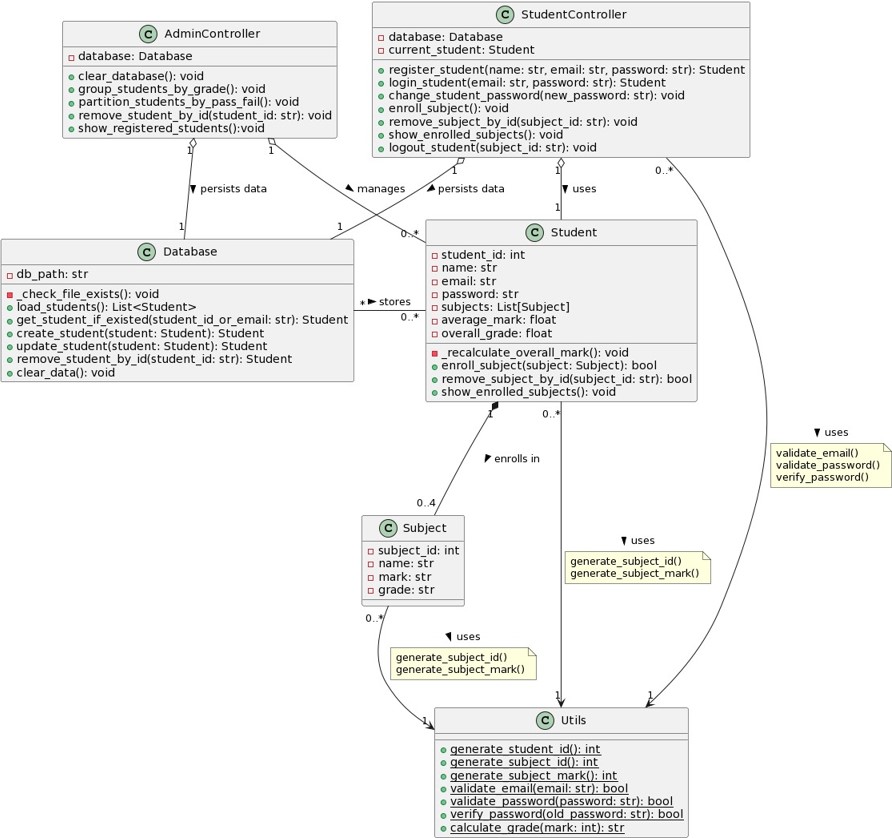 C AdminController
database: Database
clear_database(): void
group_students_by_grade(): void
partition_students_by_pass_fail(): void
remove_student_by_id(student_id: str): void
show_registered_students():void
C StudentController
database: Database
current_student: Student
register_student(name: str, email: str, password: str): Student
login_student(email: str, password: str): Student
change_student_password(new_password: str): void
enroll_subject(): void
remove_subject_by_id(subject_id: str): void
show_enrolled_subjects(): void
logout_student(subject_id: str): void
1
1
1
1
0..*
persists data
manages
persists data
uses
1
1
0..*
1
C Database
db_path: str
_check_file_exists(): void
load_students(): List<Student>
get_student_if_existed(student_id_or_email: str): Student
create_student(student: Student): Student
update_student(student: Student): Student
remove_student_by_id(student_id: str): Student
clear_data(): void
* stores
0..*
C Student
student_id: int
name: str
email: str
password: str
subjects: List[Subject]
average_mark: float
overall_grade: float
_recalculate_overall_mark(): void
enroll_subject(subject: Subject): bool
remove_subject_by_id(subject_id: str): bool
show_enrolled_subjects(): void
1
0..*
uses
validate_email()
validate_password()
verify_password()
enrolls in
0..4
C Subject
subject_id: int
name: str
mark: str
grade: str
uses
generate_subject_id()
generate_subject_mark()
0..*
uses
generate_subject_id()
generate_subject_mark()
1
1
1
C Utils
generate_student_id(): int
generate_subject_id(): int
generate_subject_mark(): int
validate_email(email: str): bool
validate_password(password: str): bool
verify_password(old_password: str): bool
calculate_grade(mark: int): str